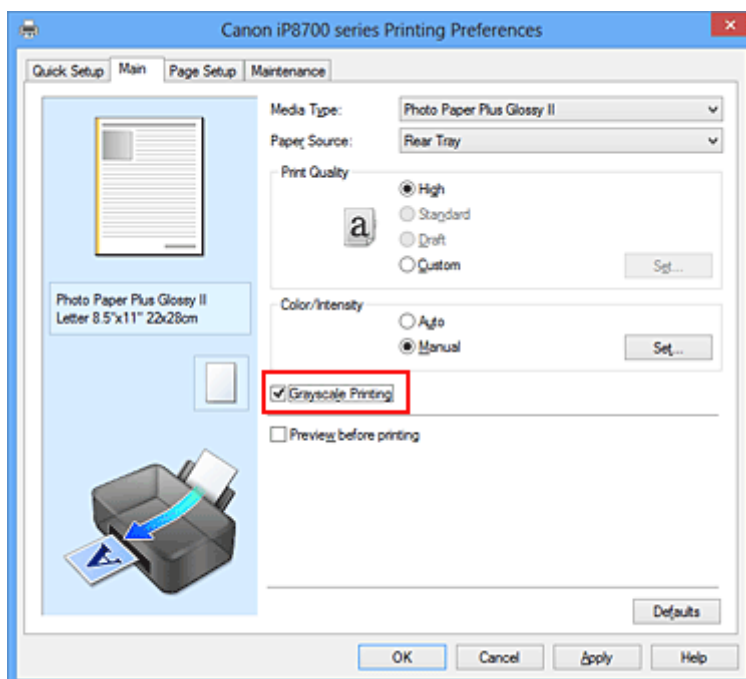 Canon iP8700 series Printing Preferences
Quick Setup Main Page Setup Maintenance
Media Type: Photo Paper Plus Glossy II
Paper Source: Rear Tray
Print Quality
High
a
Standard
Draft
Custom Set...
Photo Paper Plus Glossy II
Letter 8.5"x11" 22x28cm
Color/Intensity
Auto
Manual Set...
Grayscale Printing
Preview before printing
A
Defaults
OK Cancel Apply Help